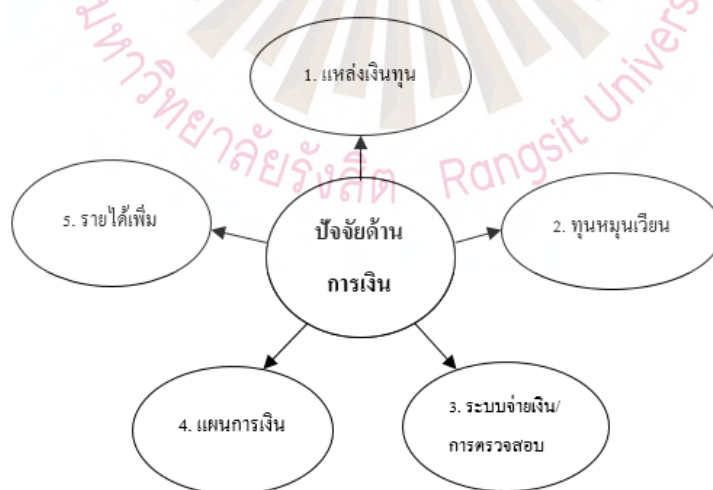 มหาวิทยาลัยรังสิต Rangsit Univers
1. แหล่งเงินทุน
5. รายได้เพิ่ม
ปัจจัยด้าน
การเงิน
2. ทุนหมุนเวียน
4. แผนการเงิน
3. ระบบจ่ายเงิน/
การตรวจสอบ